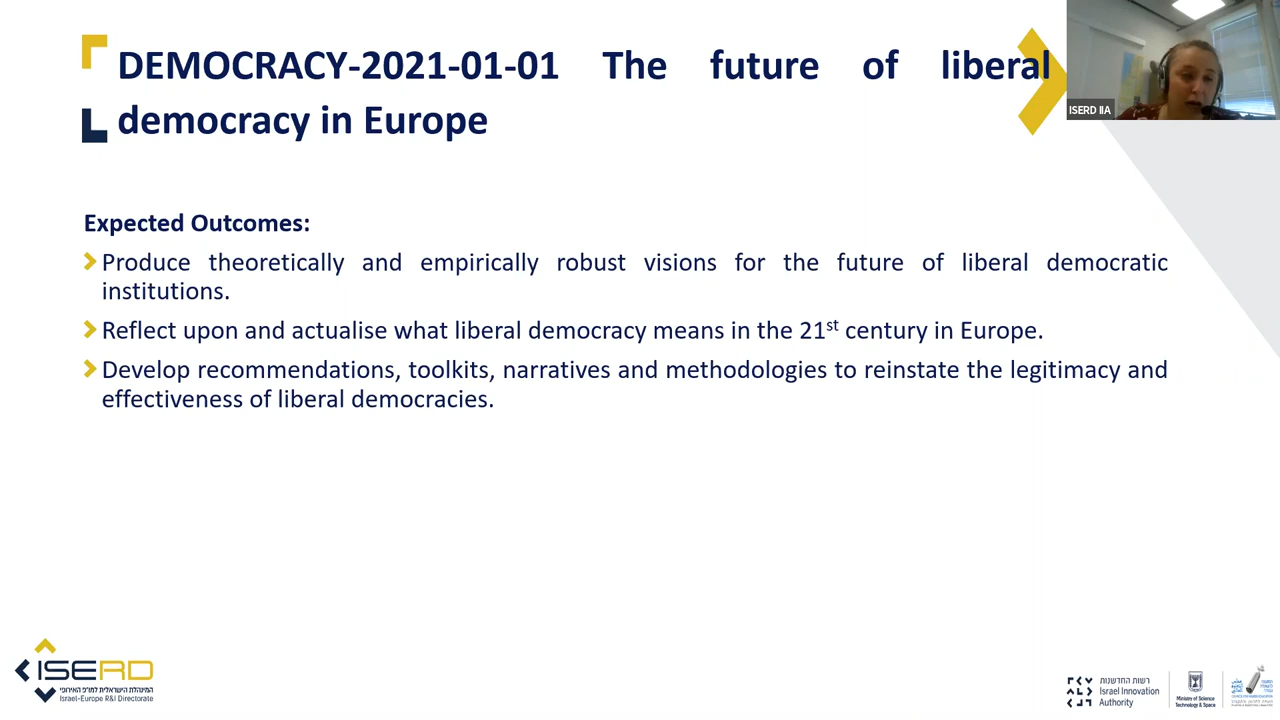 DEMOCRACY-2021-01-01 The future of liberal
democracy in Europe
ISERD IIA
Expected Outcomes:
Produce theoretically and empirically robust visions for the future of liberal democratic
institutions.
Reflect upon and actualise what liberal democracy means in the 21st century in Europe.
Develop recommendations, toolkits, narratives and methodologies to reinstate the legitimacy and
effectiveness of liberal democracies.
ISERD
המינהלת הישראלית למו"פ האירופי
Israel-Europe R&I Directorate
רשות החדשנות
Israel Innovation
Authority
Ministry of Science
Technology & Space